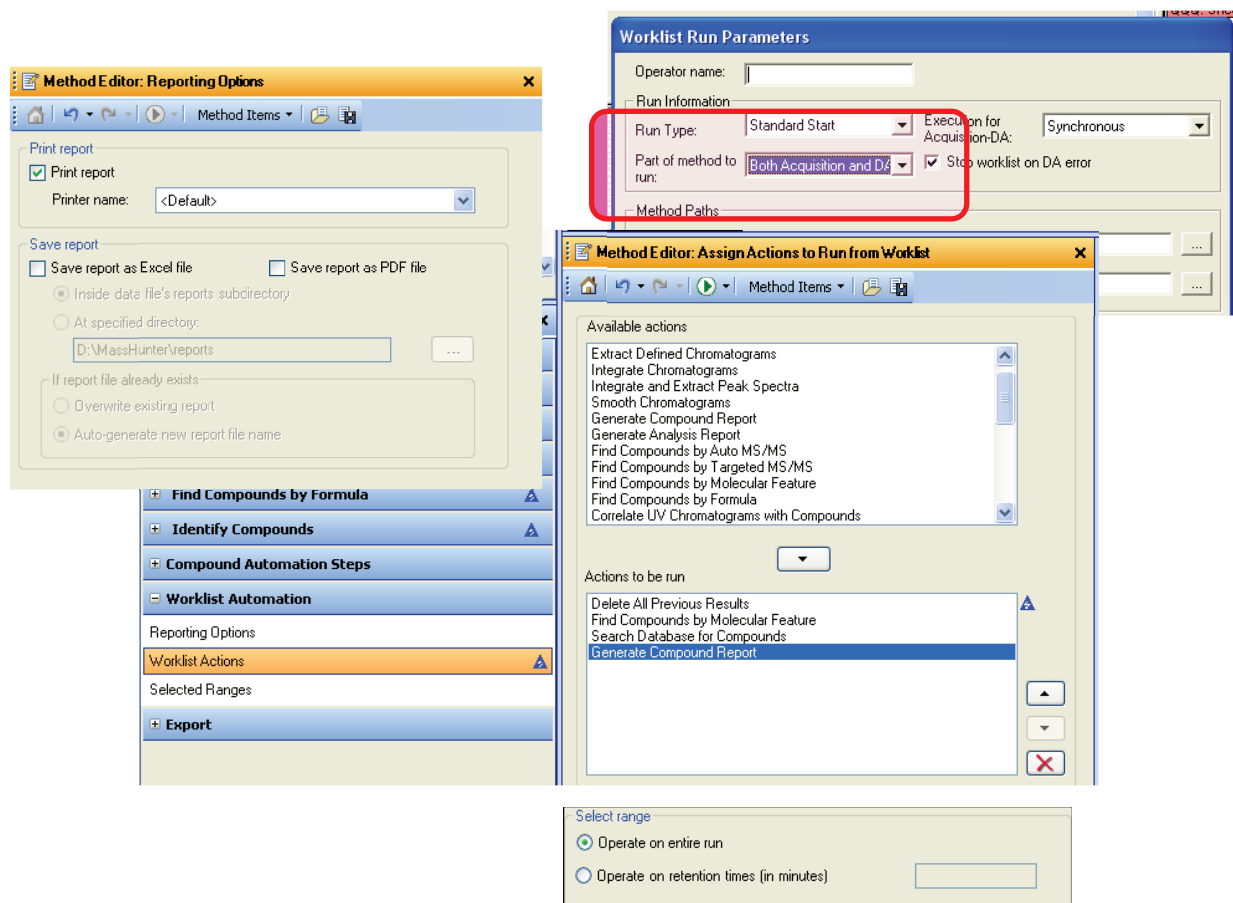 Worklist Run Parameters
Operator name:
Run Information
Run Type:
Standard Start
Execution for
Acquisition-DA:
Synchronous
Part of method to
run:
Both Acquisition and DA
Stop worklist on DA error
Method Paths
...
...
Method Editor: Reporting Options
Method Items
Print report
Print report
Printer name:
<Default>
Save report
Save report as Excel file
Save report as PDF file
Inside data file's reports subdirectory
At specified directory:
D:\MassHunter\reports
...
If report file already exists
Overwrite existing report
Auto-generate new report file name
Find Compounds by Formula
Identify Compounds
Compound Automation Steps
Worklist Automation
Reporting Options
Worklist Actions
Selected Ranges
Export
Method Editor: Assign Actions to Run from Worklist
Method Items
Available actions
Extract Defined Chromatograms
Integrate Chromatograms
Integrate and Extract Peak Spectra
Smooth Chromatograms
Generate Compound Report
Generate Analysis Report
Find Compounds by Auto MS/MS
Find Compounds by Targeted MS/MS
Find Compounds by Molecular Feature
Find Compounds by Formula
Correlate UV Chromatograms with Compounds
Actions to be run
Delete All Previous Results
Find Compounds by Molecular Feature
Search Database for Compounds
Generate Compound Report
Select range
Operate on entire run
Operate on retention times (in minutes)